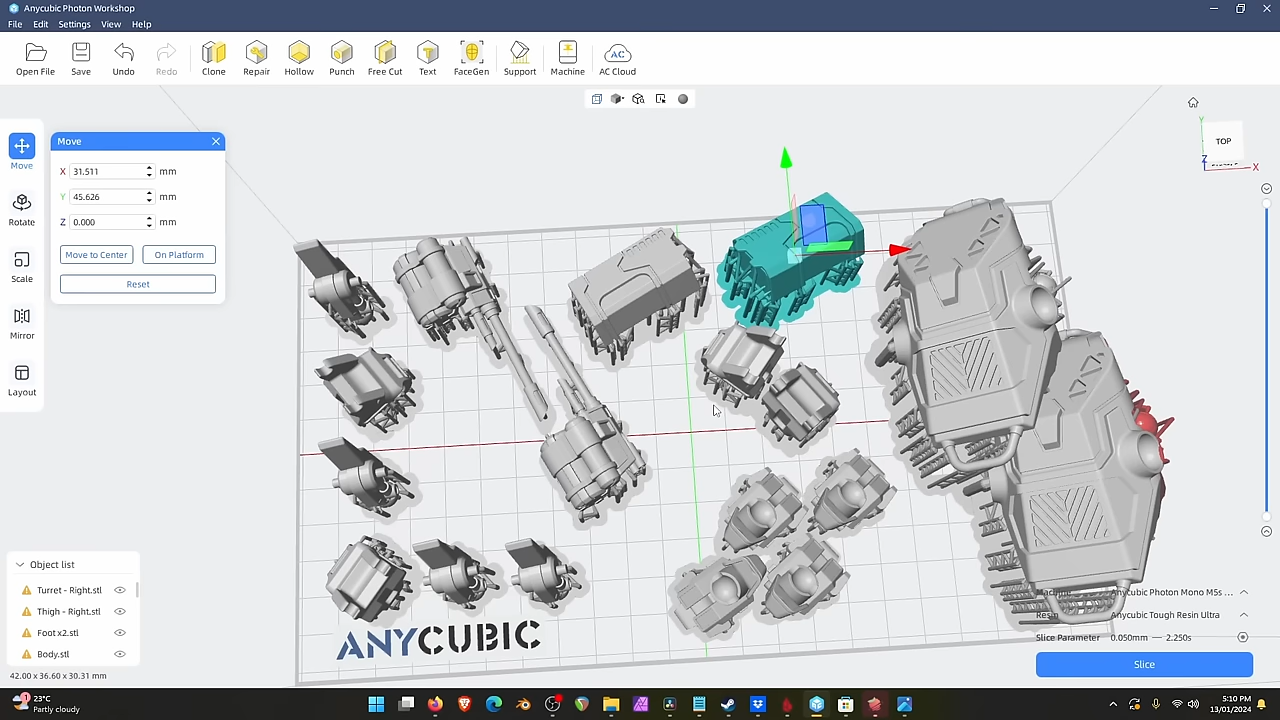 Anycubic Photon Workshop
File Edit Settings View Help
Open File Save Undo Redo Clone Repair Hollow Punch Free Cut Text FaceGen Support Machine AC Cloud
AC
Move
X 31.511 mm
Y 45.626 mm
Z 0.000 mm
Move to Center On Platform
Reset
Move
Rotate
Scale
Mirror
Layout
Y
TOP
Z
X
ANYCUBIC
Object list
Turret - Right.stl
Thigh - Right.stl
Foot x2.stl
Body.stl
42.00 x 36.60 x 30.31 mm
Machine Anycubic Photon Mono M5s ...
Resin Anycubic Tough Resin Ultra
Slice Parameter 0.050mm — 2.250s
Slice
1
23°C
Partly cloudy
5:10 PM
13/01/2024